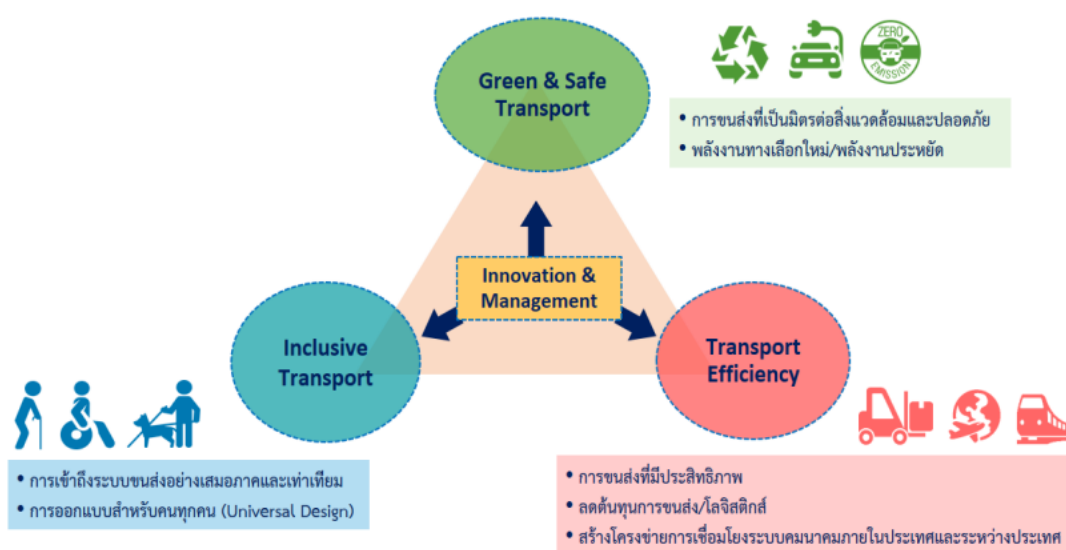 ZERO
EMISSION
Green & Safe
Transport
• การขนส่งที่เป็นมิตรต่อสิ่งแวดล้อมและปลอดภัย
• พลังงานทางเลือกใหม่/พลังงานประหยัด
Innovation &
Management
Inclusive
Transport
Transport
Efficiency
• การเข้าถึงระบบขนส่งอย่างเสมอภาคและเท่าเทียม
• การออกแบบสำหรับคนทุกคน (Universal Design)
• การขนส่งที่มีประสิทธิภาพ
• ลดต้นทุนการขนส่ง/โลจิสติกส์
• สร้างโครงข่ายการเชื่อมโยงระบบคมนาคมภายในประเทศและระหว่างประเทศ